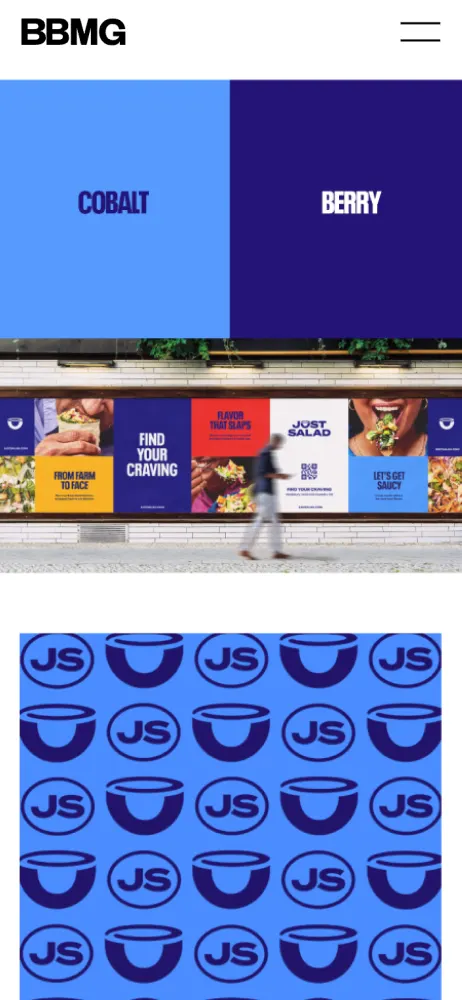 BBMG
COBALT
BERRY
FIND
YOUR
CRAVING
FROM FARM
TO FACE
FLAVOR
THAT SLAPS
JUST
SALAD
FIND YOUR CRAVING
LET'S GET
SAUCY
JS JS JS
JS JS
JS JS JS
JS JS
JS JS JS